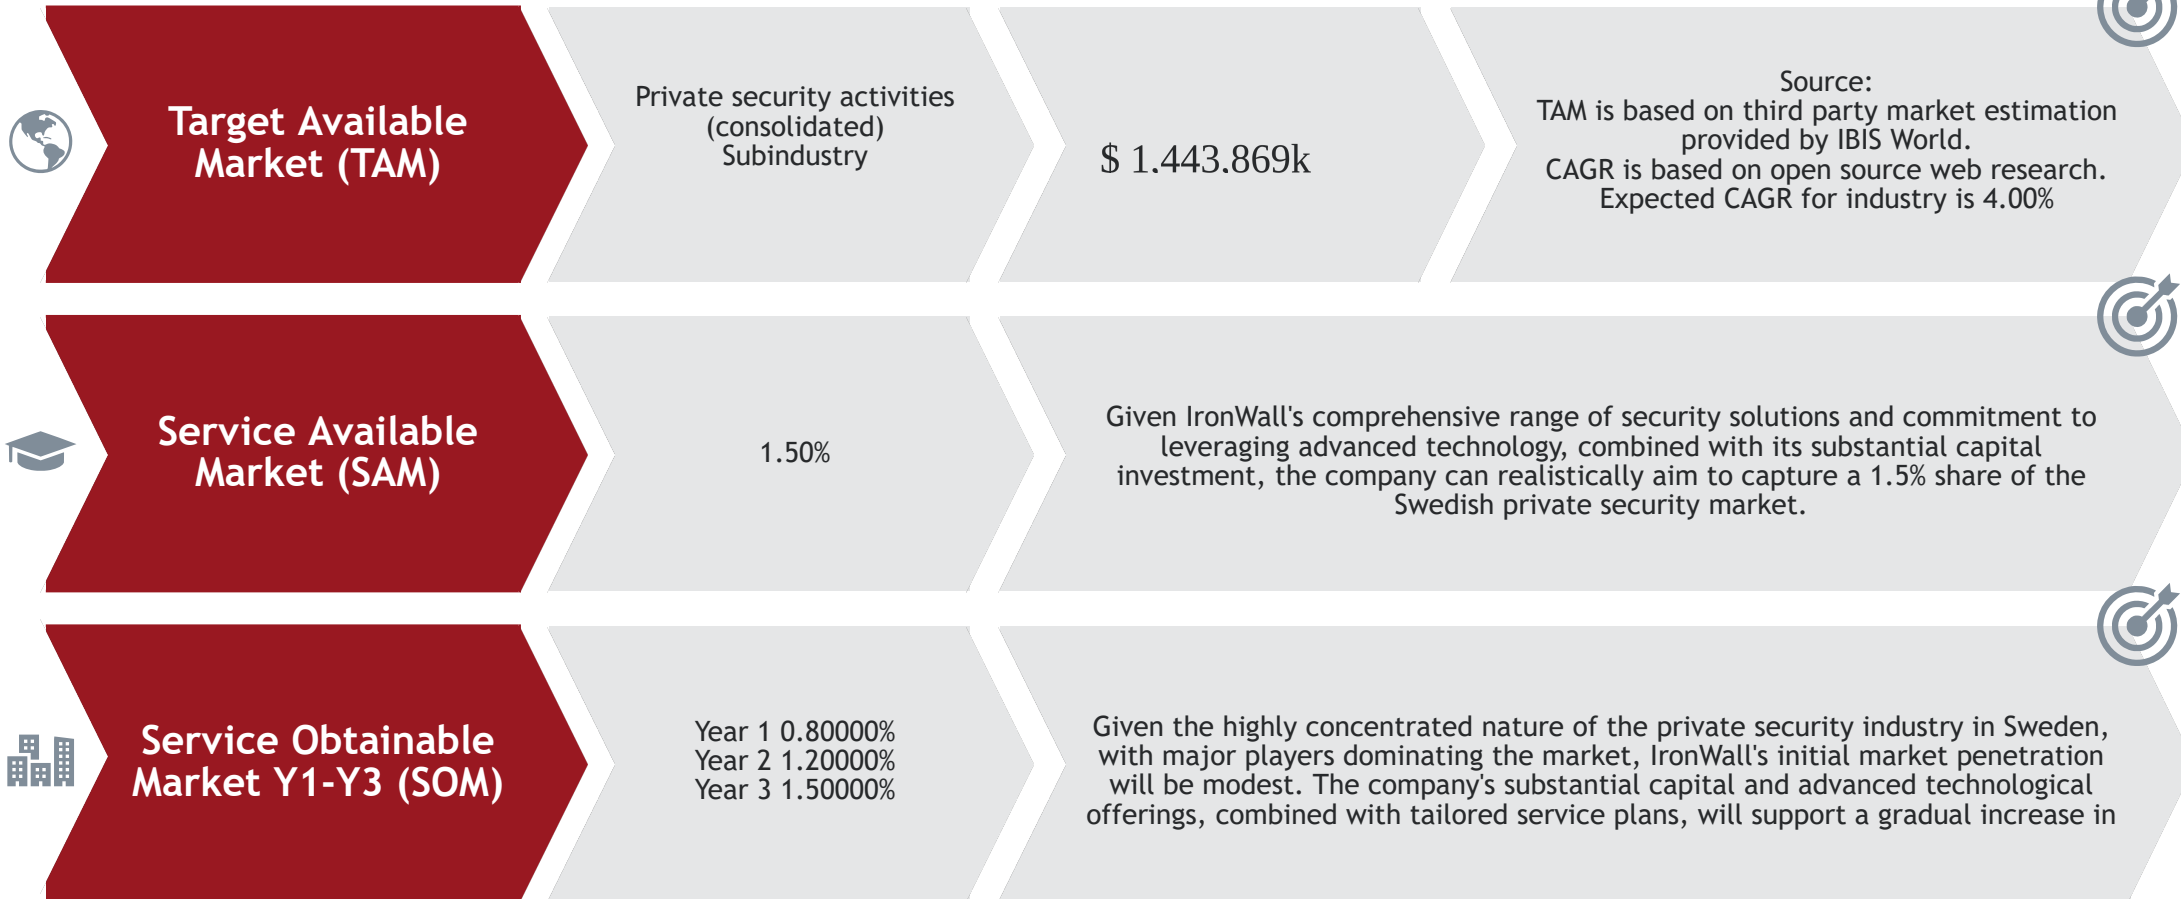 Target Available
Market (TAM)
Private security activities
(consolidated)
Subindustry
$ 1.443.869k
Source:
TAM is based on third party market estimation
provided by IBIS World.
CAGR is based on open source web research.
Expected CAGR for industry is 4.00%
Service Available
Market (SAM)
1.50%
Given IronWall's comprehensive range of security solutions and commitment to
leveraging advanced technology, combined with its substantial capital
investment, the company can realistically aim to capture a 1.5% share of the
Swedish private security market.
Service Obtainable
Market Y1-Y3 (SOM)
Year 1 0.80000%
Year 2 1.20000%
Year 3 1.50000%
Given the highly concentrated nature of the private security industry in Sweden,
with major players dominating the market, IronWall's initial market penetration
will be modest. The company's substantial capital and advanced technological
offerings, combined with tailored service plans, will support a gradual increase in